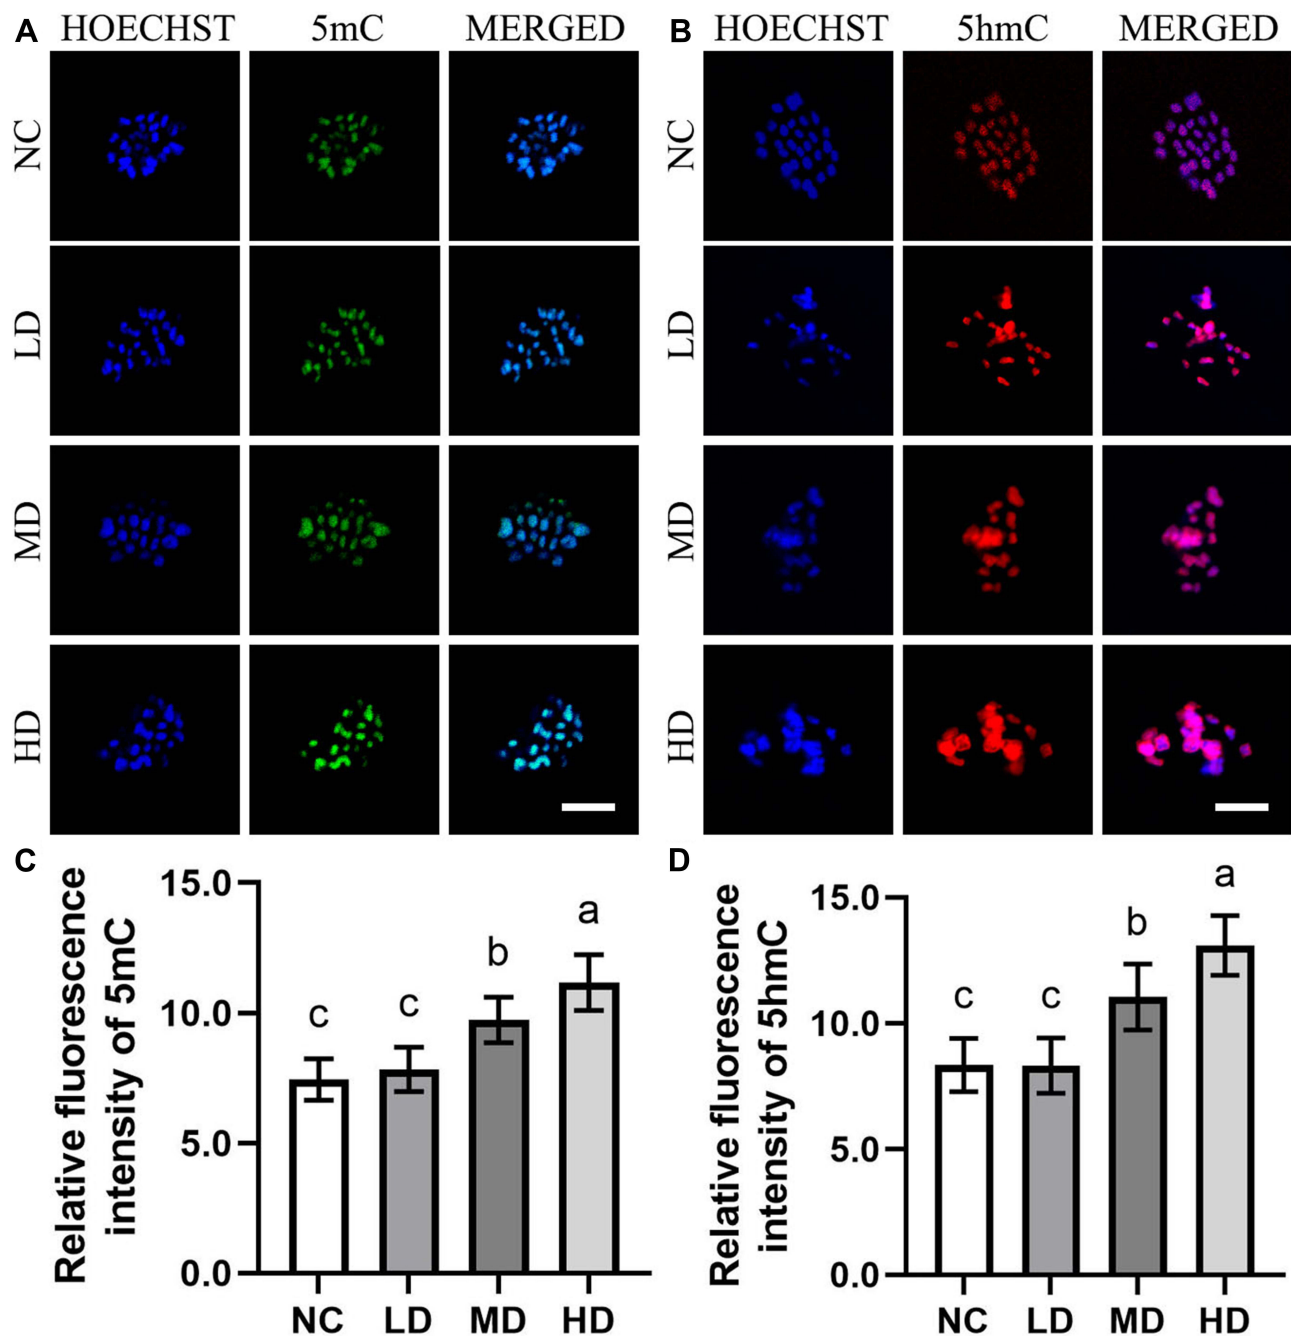 A HOECHST 5mC MERGED
NC
LD
MD
HD
B HOECHST 5hmC MERGED
NC
LD
MD
HD
C
Relative fluorescence
intensity of 5mC
15.0
10.0
5.0
0.0
c c b a
NC LD MD HD
D
Relative fluorescence
intensity of 5hmC
15.0
10.0
5.0
0.0
c c b a
NC LD MD HD